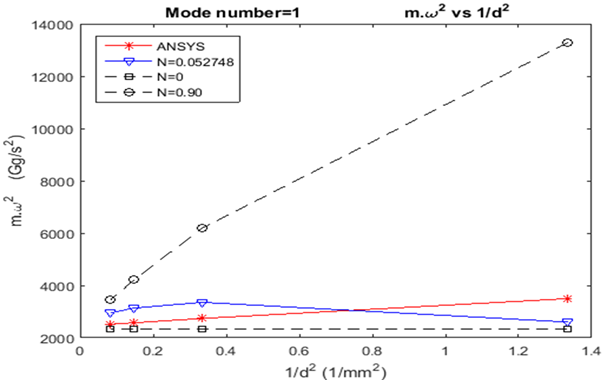 Mode number=1 m.ω² vs 1/d²
ANSYS
N=0.052748
N=0
N=0.90
14000
12000
10000
8000
6000
4000
2000
m.ω² (Gg/s²)
0 0.2 0.4 0.6 0.8 1 1.2 1.4
1/d² (1/mm²)